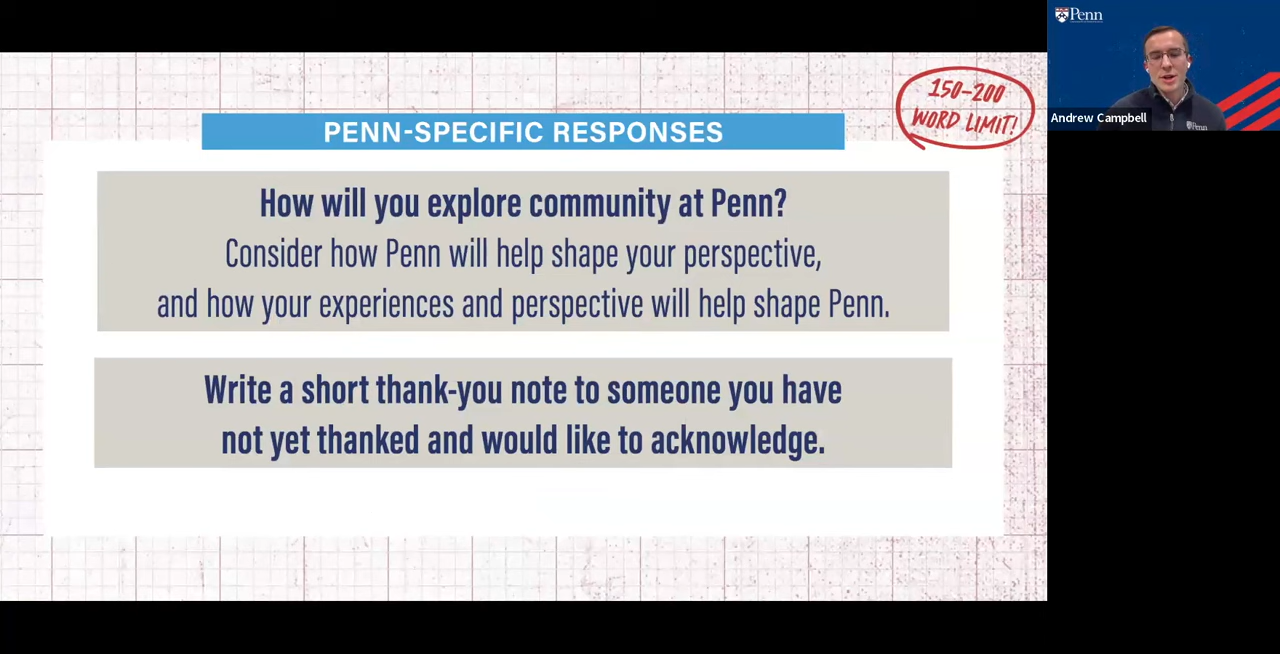 PENN-SPECIFIC RESPONSES
150–200
WORD LIMIT!
How will you explore community at Penn?
Consider how Penn will help shape your perspective,
and how your experiences and perspective will help shape Penn.
Write a short thank-you note to someone you have
not yet thanked and would like to acknowledge.
Penn
Penn
Andrew Campbell